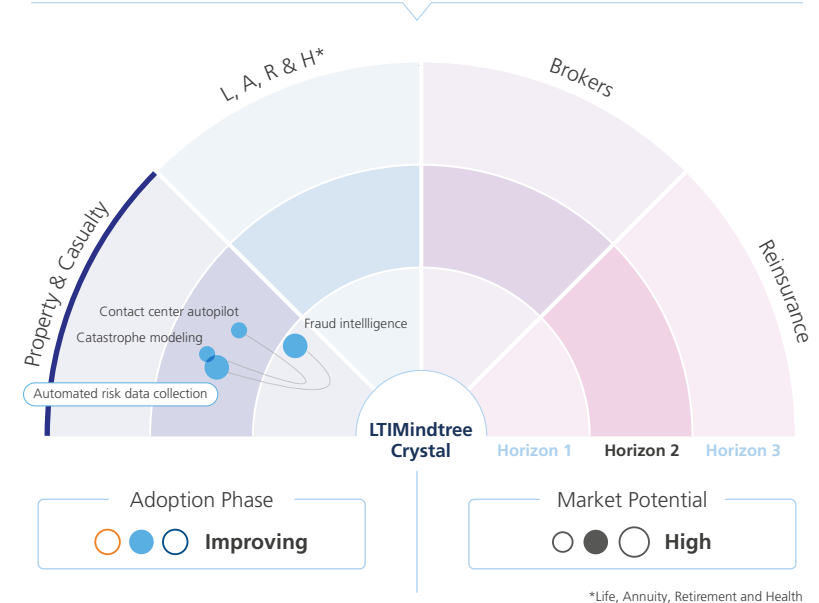 L, A, R & H*
Brokers
Property & Casualty
Reinsurance
Contact center autopilot
Fraud intellligence
Catastrophe modeling
Automated risk data collection
LTIMindtree
Crystal
Horizon 1
Horizon 2
Horizon 3
Adoption Phase
Improving
Market Potential
High
*Life, Annuity, Retirement and Health